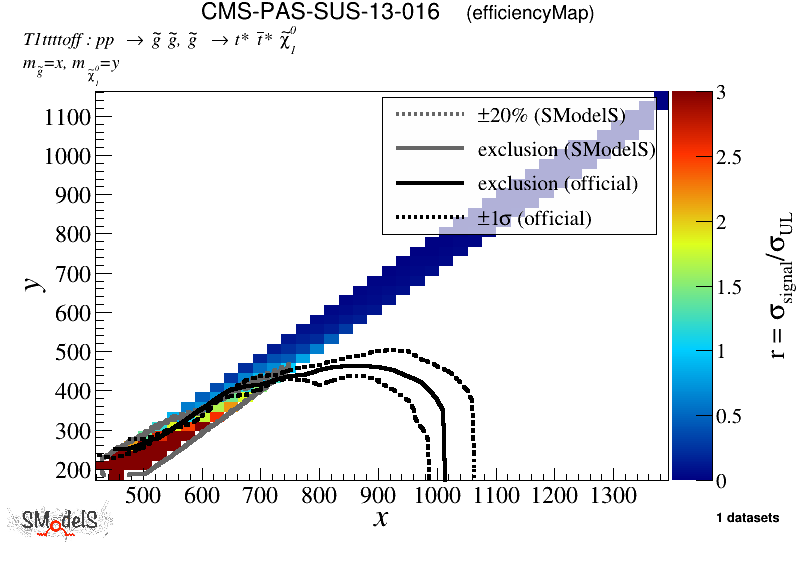 CMS-PAS-SUS-13-016 (efficiencyMap)
T1ttttoff : pp → g̃ g̃, g̃ → t* t̄* χ̃₁⁰
m_g̃=x, m_χ̃₁⁰=y
±20% (SModelS)
exclusion (SModelS)
exclusion (official)
±1σ (official)
1100
1000
900
800
700
600
500
400
300
200
y
500 600 700 800 900 1000 1100 1200 1300
x
3
2.5
2
1.5
1
0.5
0
r = σ_signal/σ_UL
SModelS
1 datasets